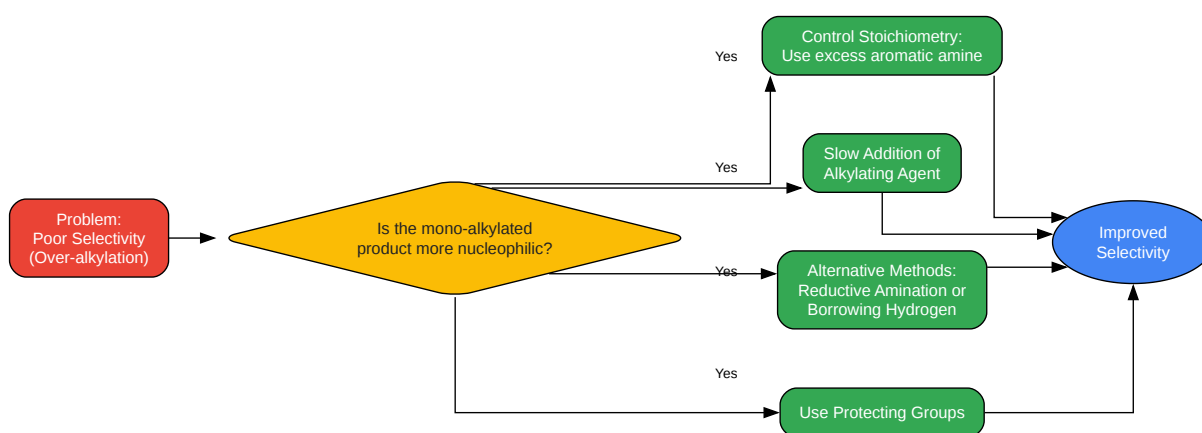 Problem:
Poor Selectivity
(Over-alkylation)
Is the mono-alkylated
product more nucleophilic?
Yes
Control Stoichiometry:
Use excess aromatic amine
Yes
Slow Addition of
Alkylating Agent
Yes
Alternative Methods:
Reductive Amination or
Borrowing Hydrogen
Yes
Use Protecting Groups
Improved
Selectivity